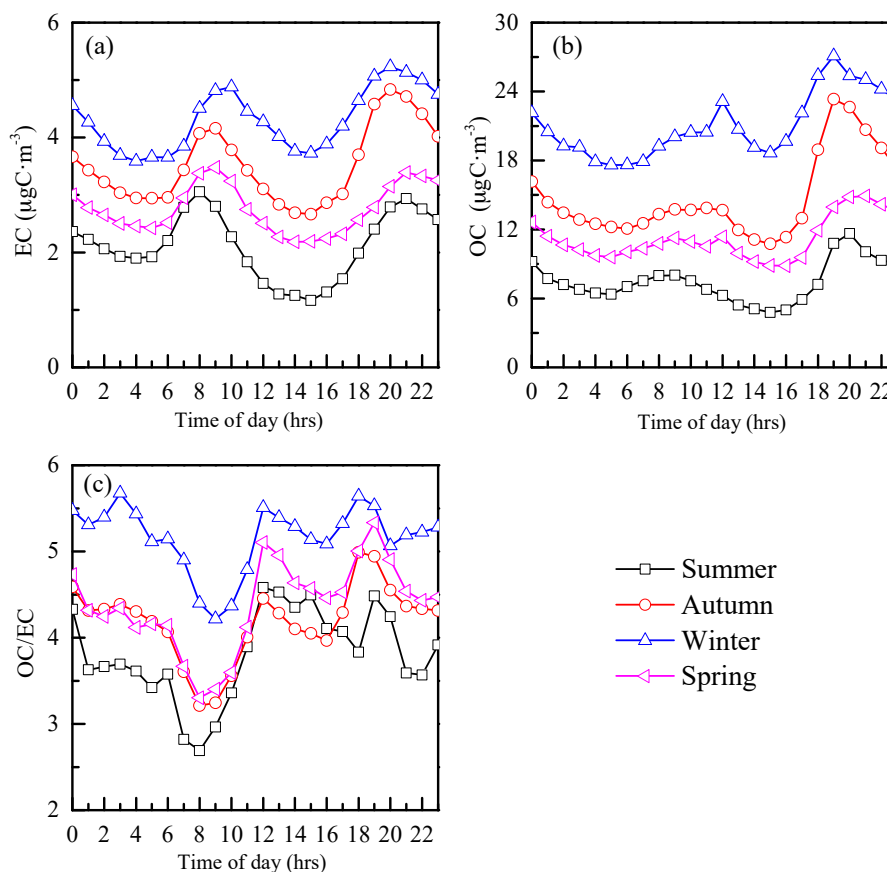 (a)
EC (μgC·m⁻³)
6
4
2
0
0 2 4 6 8 10 12 14 16 18 20 22
Time of day (hrs)
(b)
OC (μgC·m⁻³)
30
24
18
12
6
0
0 2 4 6 8 10 12 14 16 18 20 22
Time of day (hrs)
(c)
OC/EC
6
5
4
3
2
0 2 4 6 8 10 12 14 16 18 20 22
Time of day (hrs)
Summer
Autumn
Winter
Spring